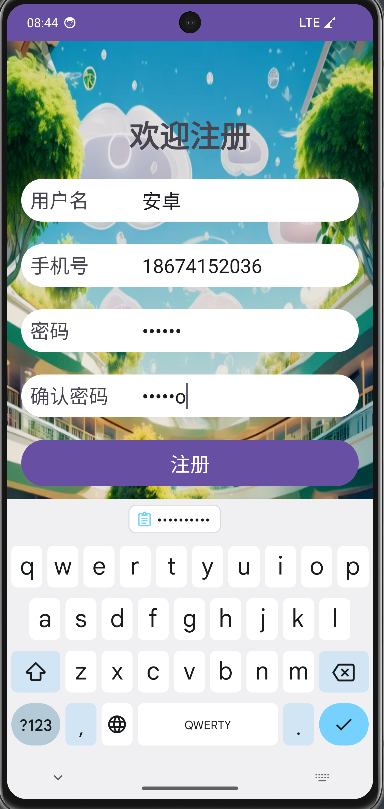 08:44 LTE
欢迎注册
用户名 安卓
手机号 18674152036
密码 ••••••
确认密码 •••••o
注册
••••••••••
q w e r t y u i o p
a s d f g h j k l
z x c v b n m
?123 , QWERTY .